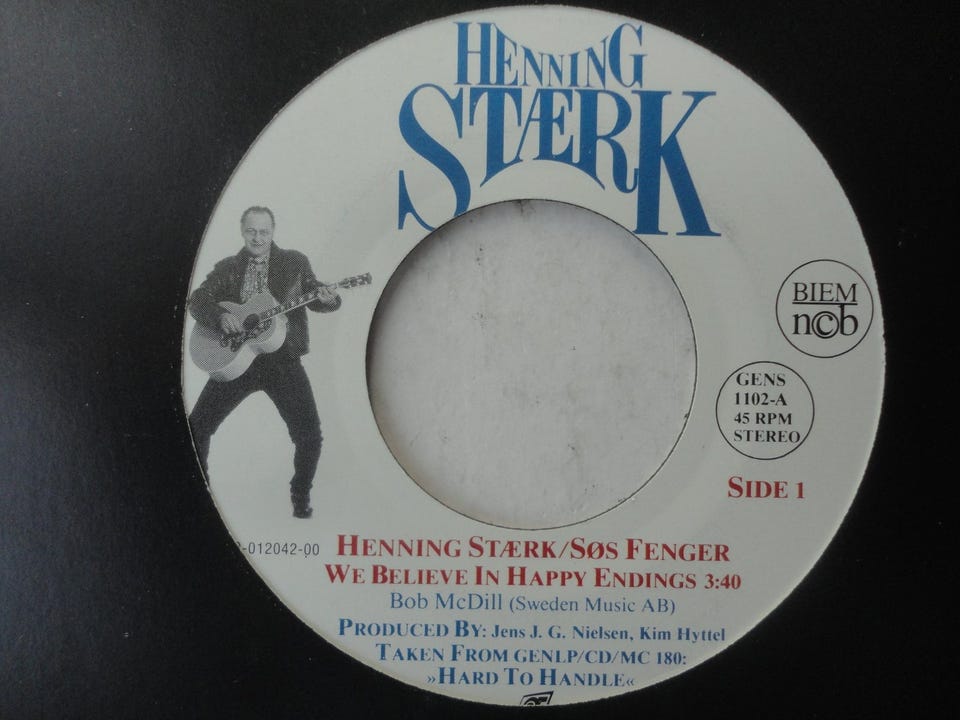 HENNING
STÆRK
BIEM
n©b
GENS
1102-A
45 RPM
STEREO
SIDE 1
-012042-00
HENNING STÆRK/SØS FENGER
WE BELIEVE IN HAPPY ENDINGS 3:40
Bob McDill (Sweden Music AB)
PRODUCED BY: Jens J. G. Nielsen, Kim Hyttel
TAKEN FROM GENLP/CD/MC 180:
»HARD TO HANDLE«